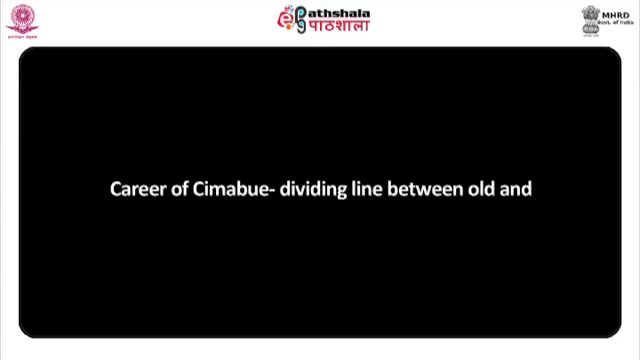 Pathshala
पाठशाला
MHRD
Govt. of India
Career of Cimabue- dividing line between old and